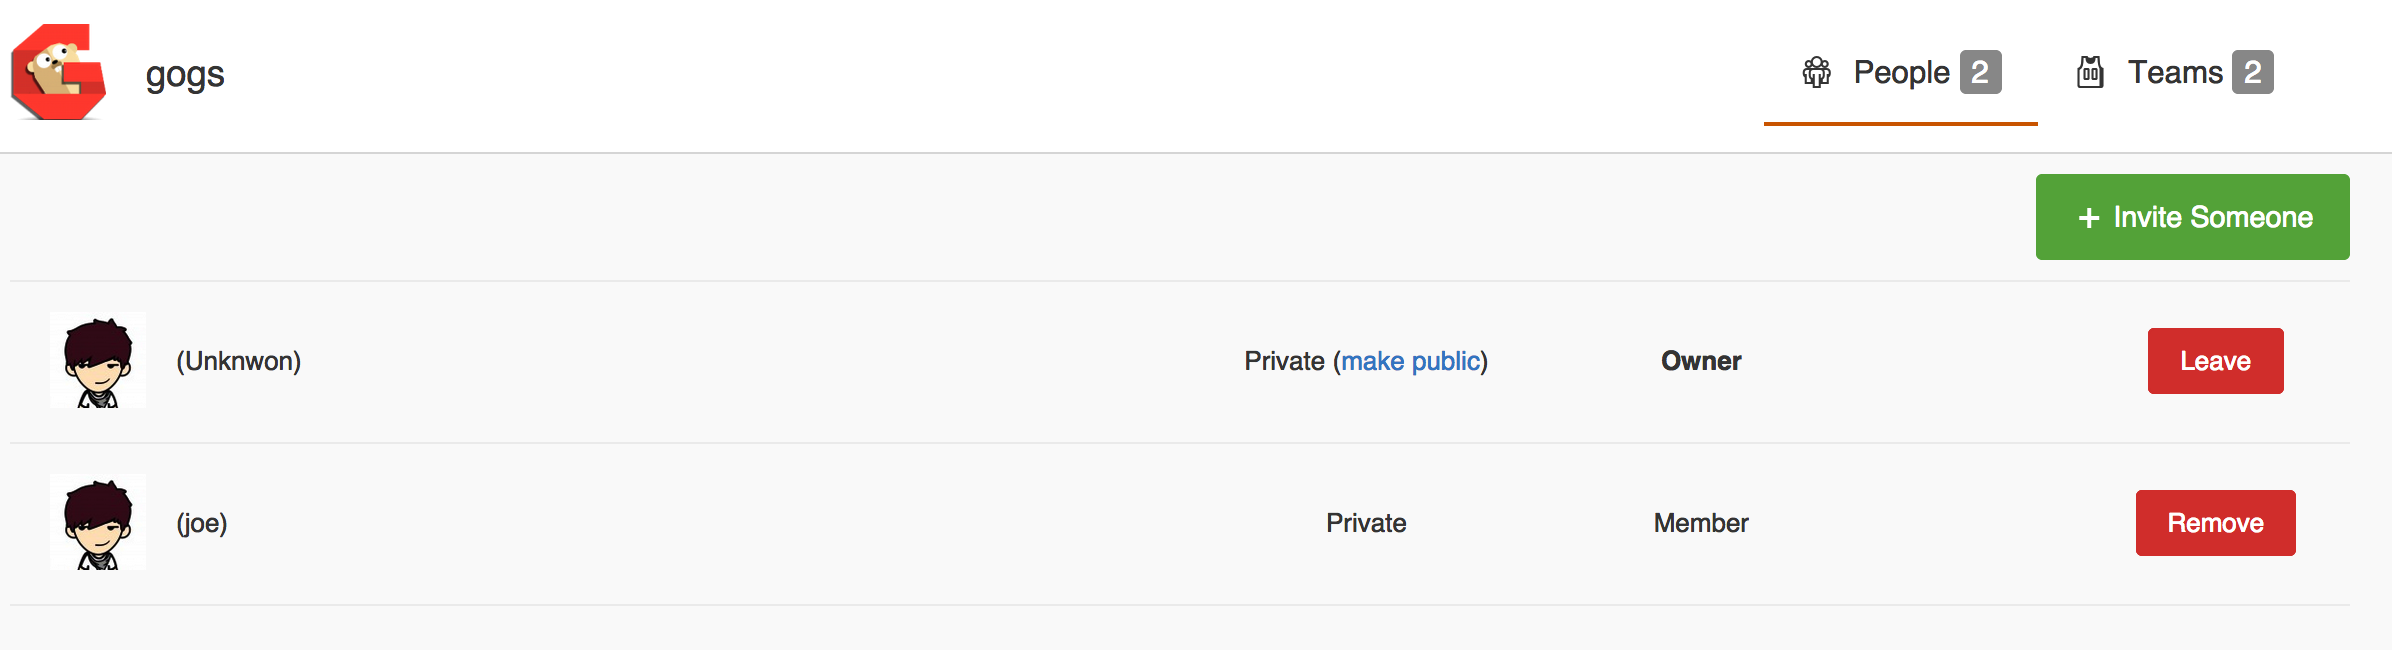 gogs
People 2
Teams 2
+ Invite Someone
(Unknwon) Private (make public) Owner Leave
(joe) Private Member Remove